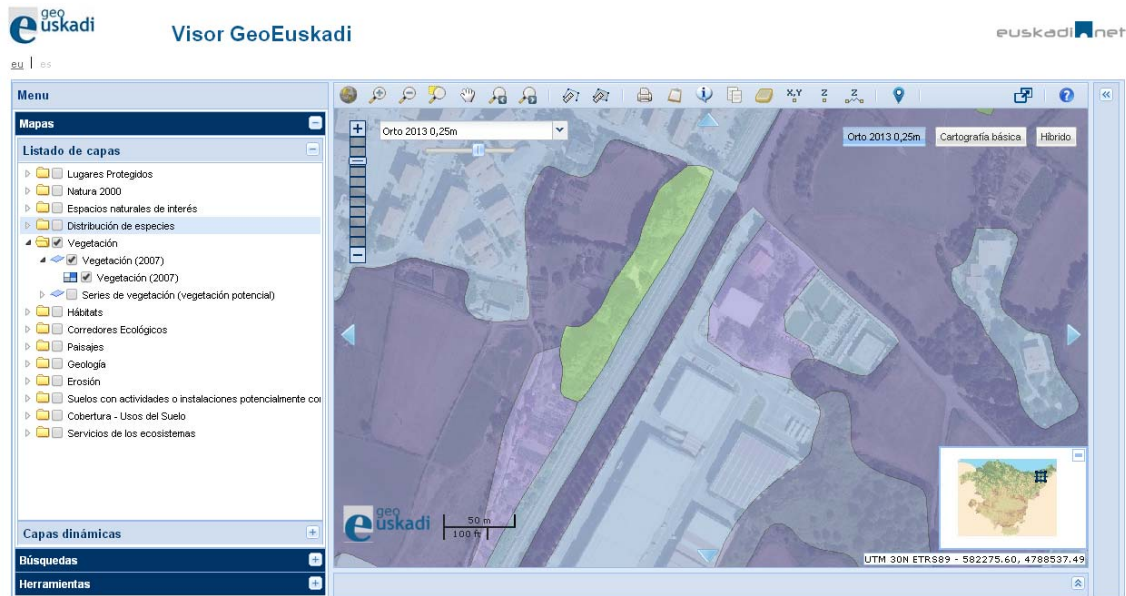 geo
euskadi
Visor GeoEuskadi
euskadi.net
eu | es
Menu
Mapas
Listado de capas
Lugares Protegidos
Natura 2000
Espacios naturales de interés
Distribución de especies
Vegetación
Vegetación (2007)
Vegetación (2007)
Series de vegetación (vegetación potencial)
Hábitats
Corredores Ecológicos
Paisajes
Geología
Erosión
Suelos con actividades o instalaciones potencialmente con
Cobertura - Usos del Suelo
Servicios de los ecosistemas
Capas dinámicas
Búsquedas
Herramientas
X,Y
Z
Z
Orto 2013 0,25m
Orto 2013 0,25m
Cartografía básica
Híbrido
geo
euskadi
50 m
100 ft
UTM 30N ETRS89 - 582275.60, 4788537.49